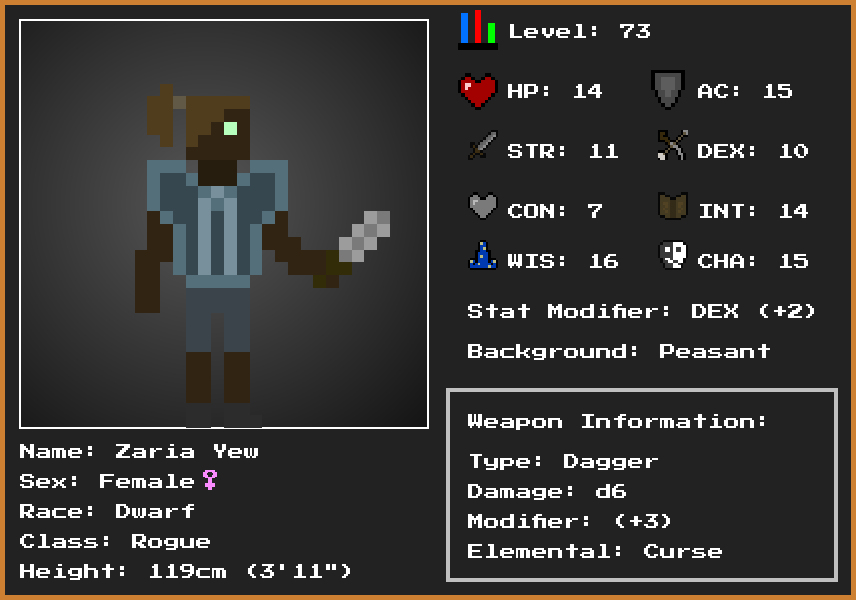 Level: 73
HP: 14
AC: 15
STR: 11
DEX: 10
CON: 7
INT: 14
WIS: 16
CHA: 15
Stat Modifier: DEX (+2)
Background: Peasant
Weapon Information:
Type: Dagger
Damage: d6
Modifier: (+3)
Elemental: Curse
Name: Zaria Yew
Sex: Female♀
Race: Dwarf
Class: Rogue
Height: 119cm (3'11")